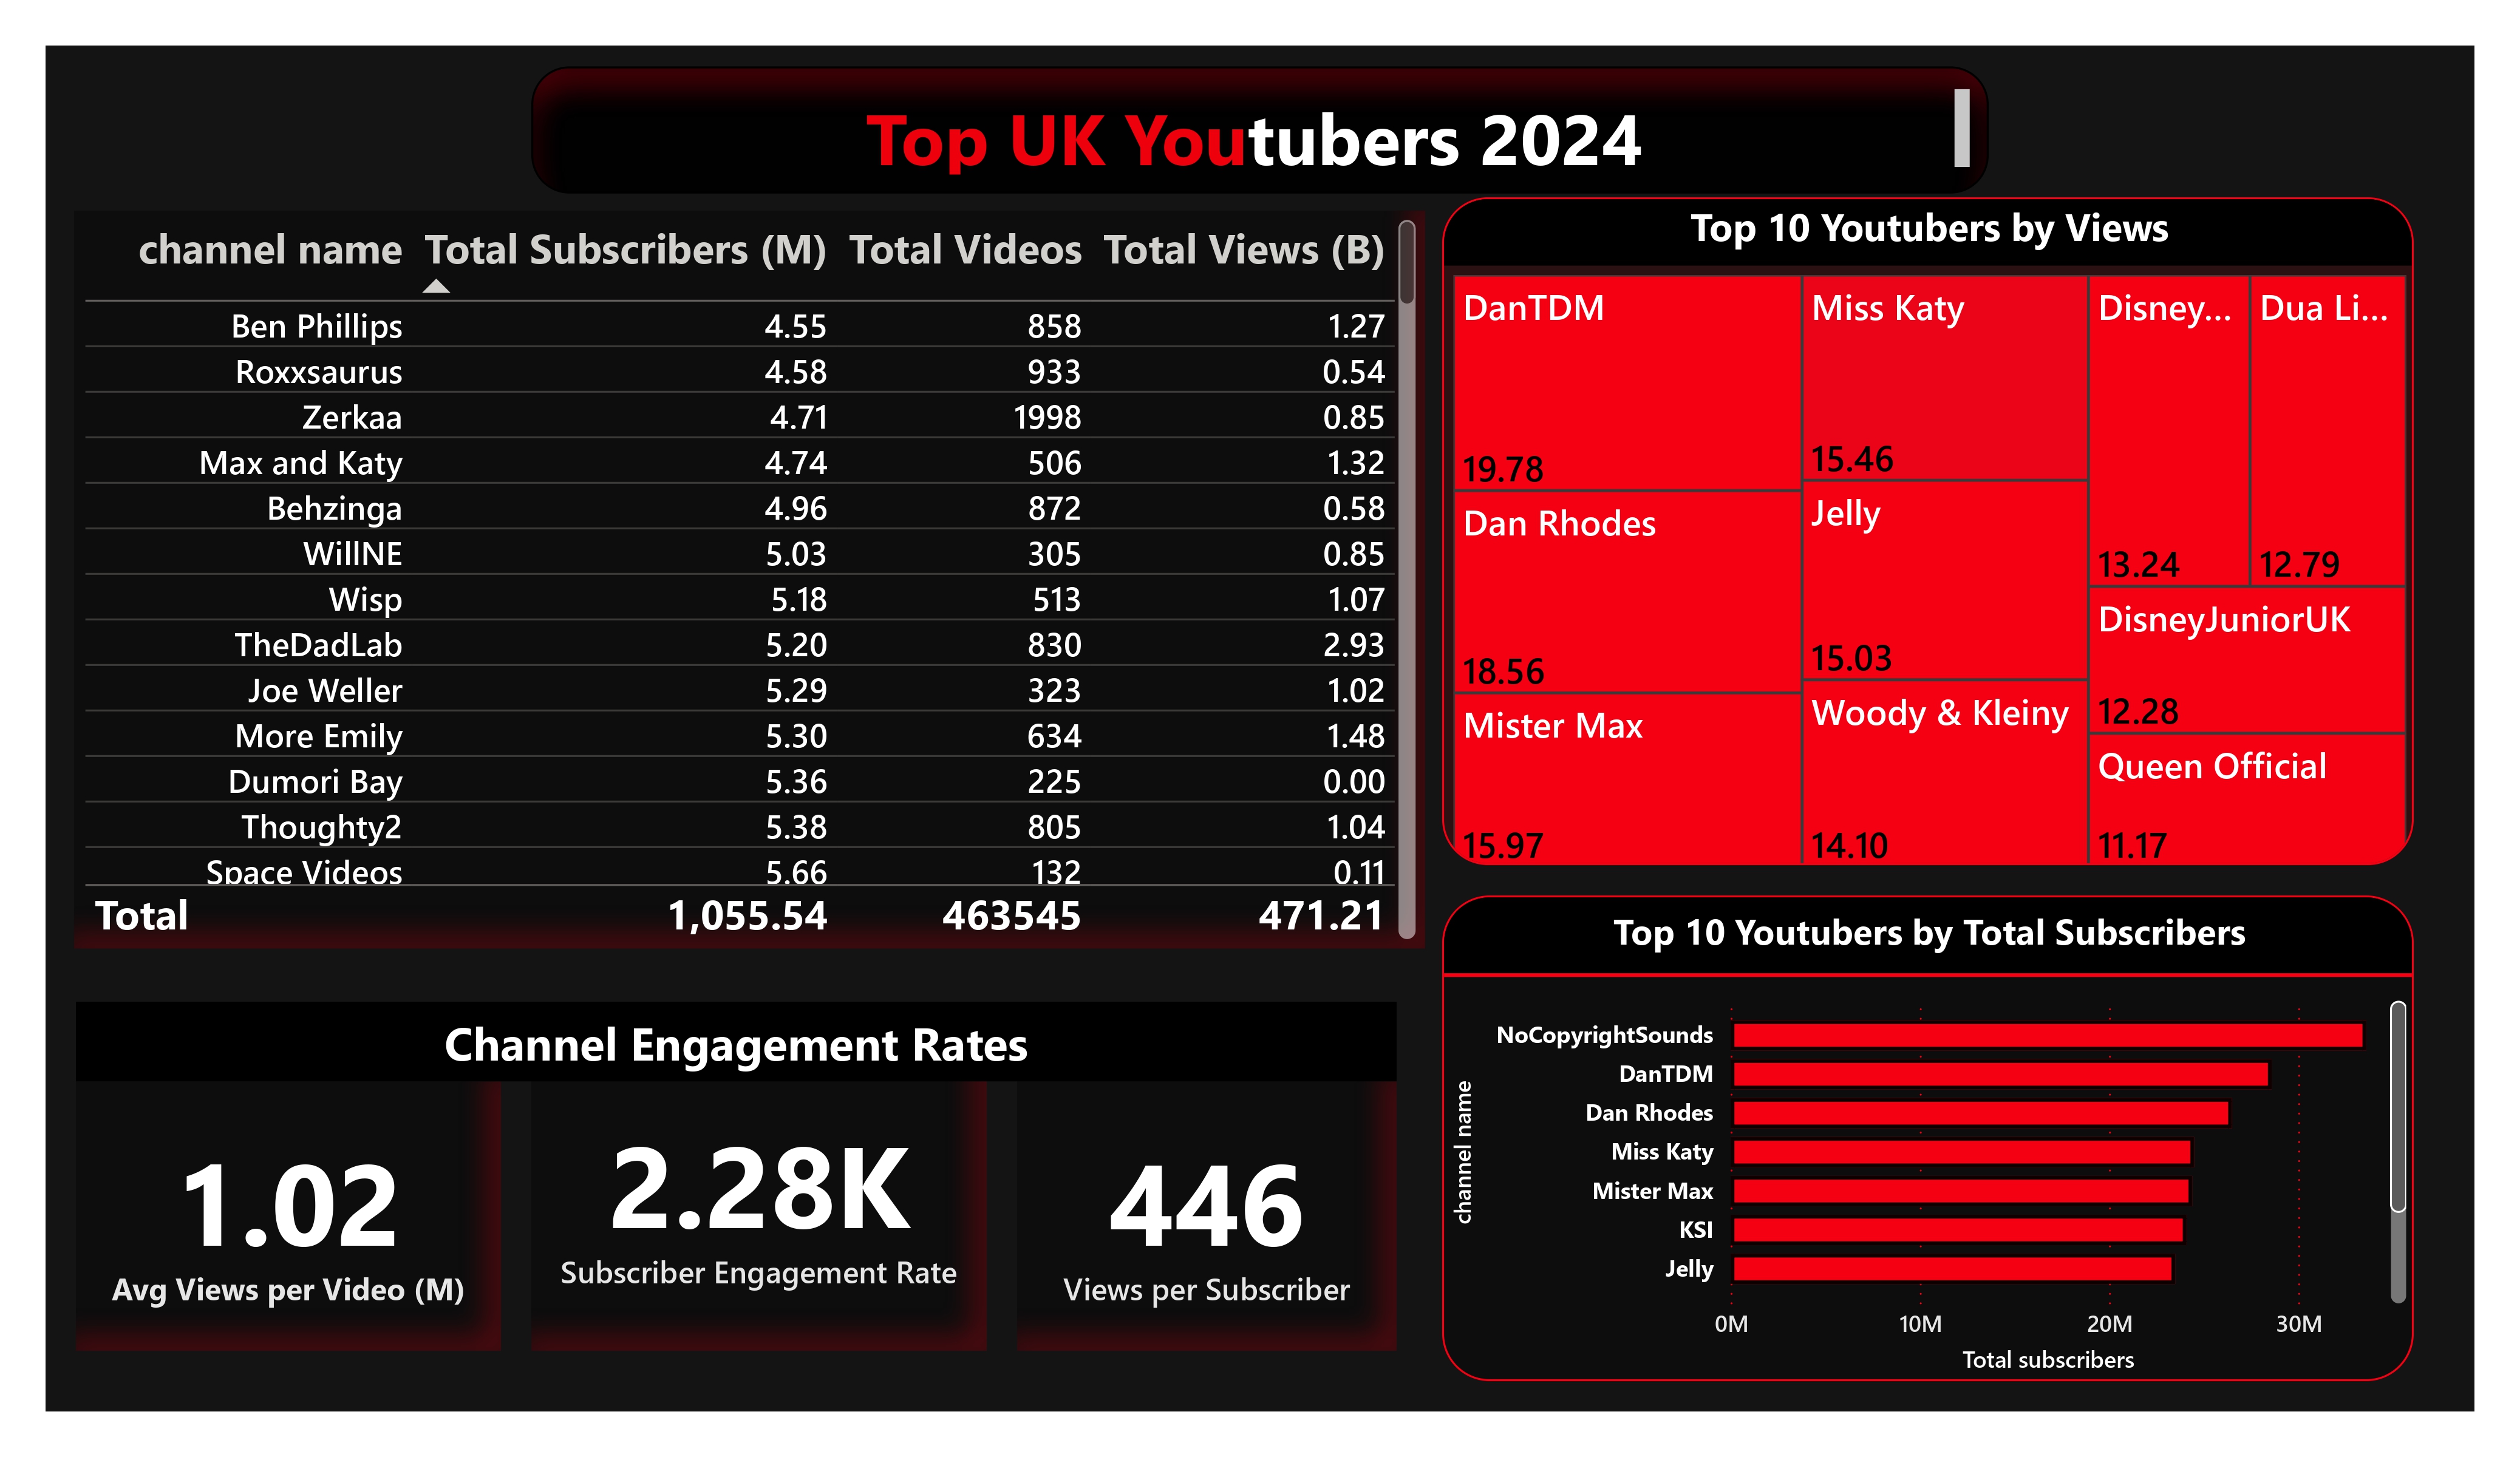 Top UK Youtubers 2024
channel name Total Subscribers (M) Total Videos Total Views (B)
Ben Phillips 4.55 858 1.27
Roxxsaurus 4.58 933 0.54
Zerkaa 4.71 1998 0.85
Max and Katy 4.74 506 1.32
Behzinga 4.96 872 0.58
WillNE 5.03 305 0.85
Wisp 5.18 513 1.07
TheDadLab 5.20 830 2.93
Joe Weller 5.29 323 1.02
More Emily 5.30 634 1.48
Dumori Bay 5.36 225 0.00
Thoughty2 5.38 805 1.04
Space Videos 5.66 132 0.11
Total 1,055.54 463545 471.21
Channel Engagement Rates
1.02
Avg Views per Video (M)
2.28K
Subscriber Engagement Rate
446
Views per Subscriber
Top 10 Youtubers by Views
DanTDM
19.78
Dan Rhodes
18.56
Mister Max
15.97
Miss Katy
15.46
Jelly
15.03
Woody & Kleiny
14.10
Disney...
13.24
Dua Li...
12.79
DisneyJuniorUK
12.28
Queen Official
11.17
Top 10 Youtubers by Total Subscribers
channel name
NoCopyrightSounds
DanTDM
Dan Rhodes
Miss Katy
Mister Max
KSI
Jelly
0M 10M 20M 30M
Total subscribers